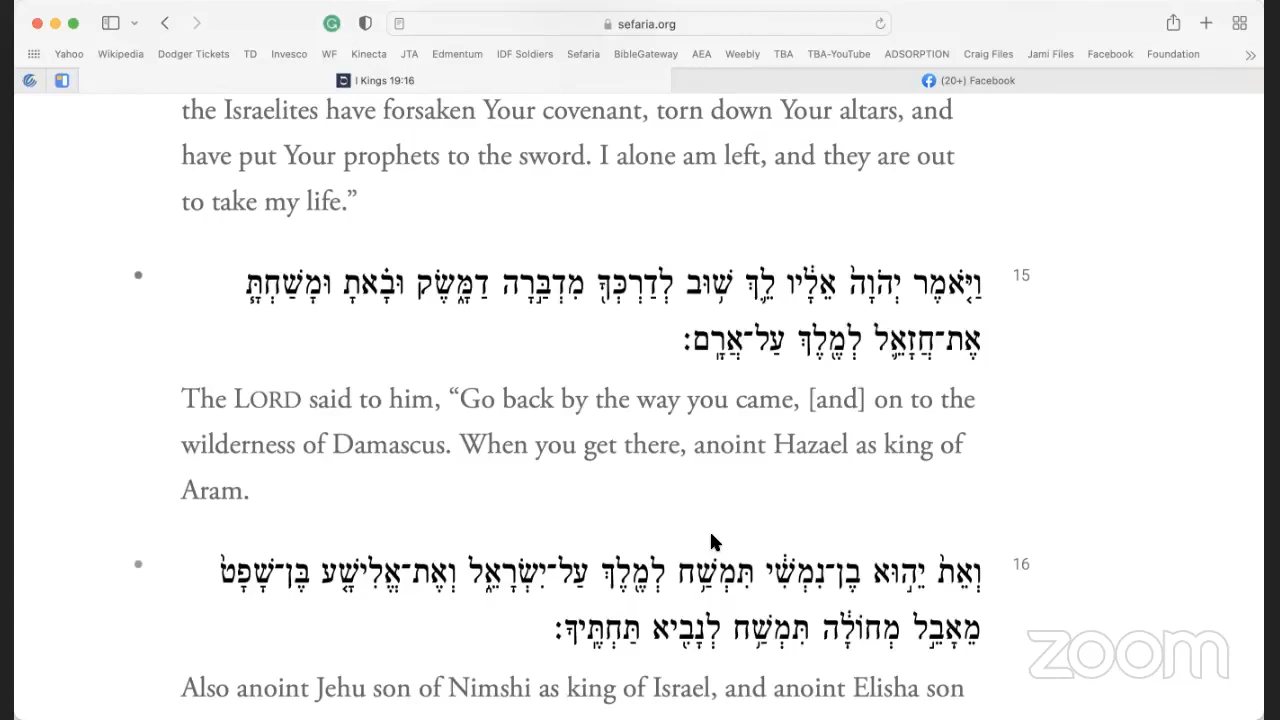 sefaria.org
Yahoo Wikipedia Dodger Tickets TD Invesco WF Kinecta JTA Edmentum IDF Soldiers Sefaria BibleGateway AEA Weebly TBA TBA-YouTube ADSORPTION Craig Files Jami Files Facebook Foundation
I Kings 19:16 (20+) Facebook
the Israelites have forsaken Your covenant, torn down Your altars, and
have put Your prophets to the sword. I alone am left, and they are out
to take my life.”
15
וַיֹּ֤אמֶר יְהֹוָה֙ אֵלָ֔יו לֵ֛ךְ שׁ֥וּב לְדַרְכְּךָ֖ מִדְבַּ֣רָה דַמָּ֑שֶׂק וּבָ֗אתָ וּמָשַׁחְתָּ֧
אֶת־חֲזָאֵ֛ל לְמֶ֖לֶךְ עַל־אֲרָֽם׃
The LORD said to him, “Go back by the way you came, [and] on to the
wilderness of Damascus. When you get there, anoint Hazael as king of
Aram.
16
וְאֵת֙ יֵה֣וּא בֶן־נִמְשִׁ֔י תִּמְשַׁ֥ח לְמֶ֖לֶךְ עַל־יִשְׂרָאֵ֑ל וְאֶת־אֱלִישָׁ֤ע בֶּן־שָׁפָט֙
מֵאָבֵ֣ל מְחוֹלָ֔ה תִּמְשַׁ֥ח לְנָבִ֖יא תַּחְתֶּֽיךָ׃
Also anoint Jehu son of Nimshi as king of Israel, and anoint Elisha son
zoom